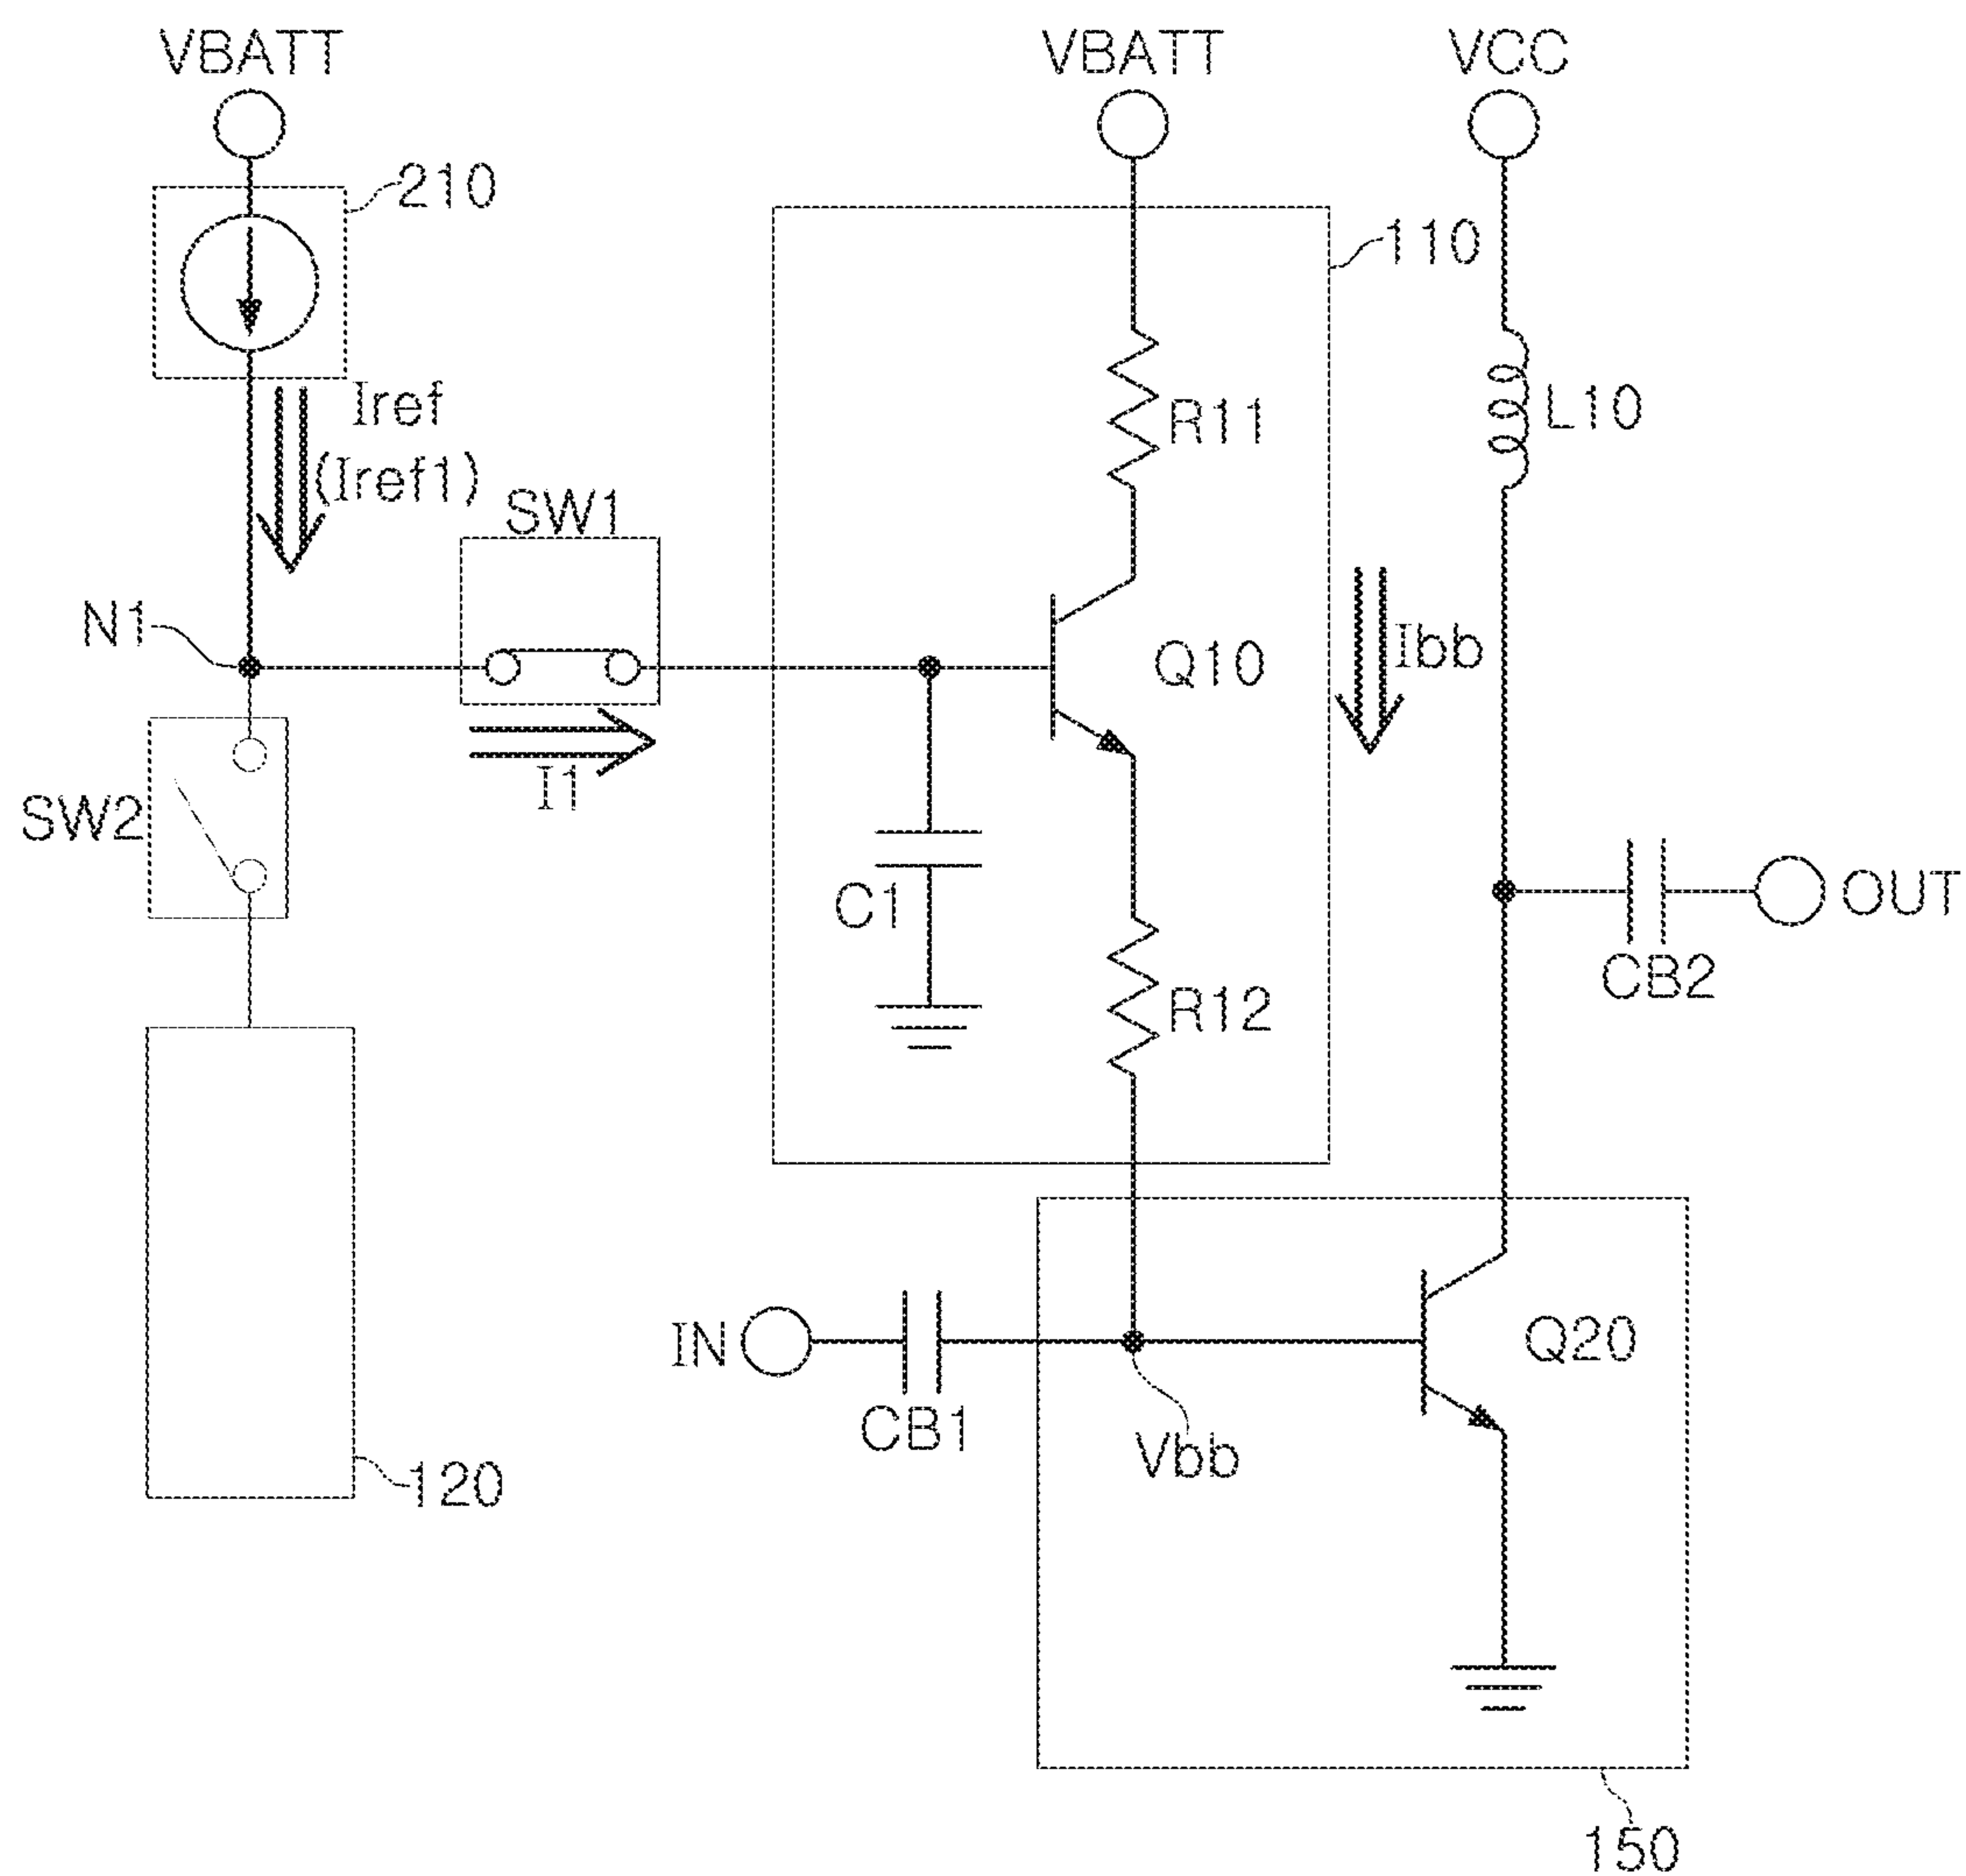 VBATT
VBATT
VCC
210
110
Iref
(Iref1)
R11
L10
SW1
N1
Q10
Ibb
I1
SW2
C1
OUT
CB2
R12
IN
Q20
CB1
Vbb
120
150